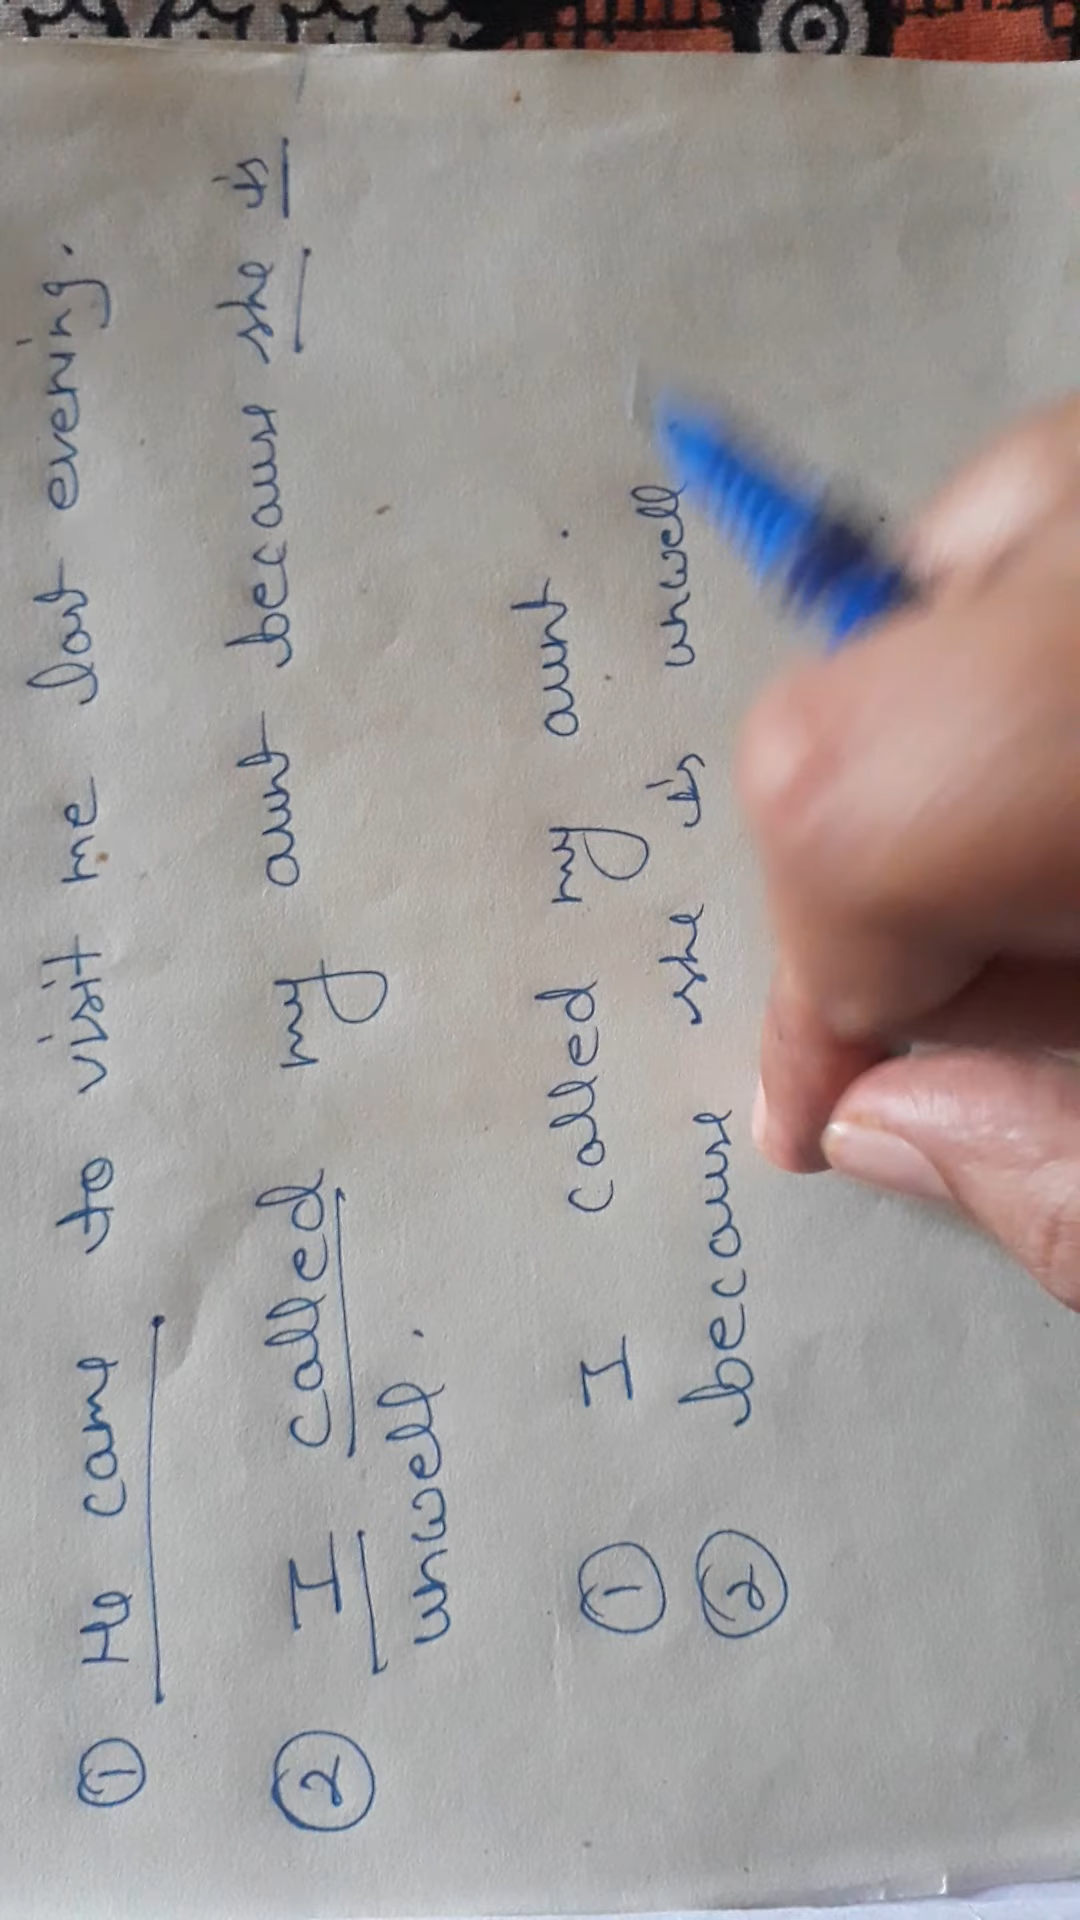 ① He came to visit me last evening.
② I called my aunt because she is
unwell.
① I called my aunt.
② because she is unwell